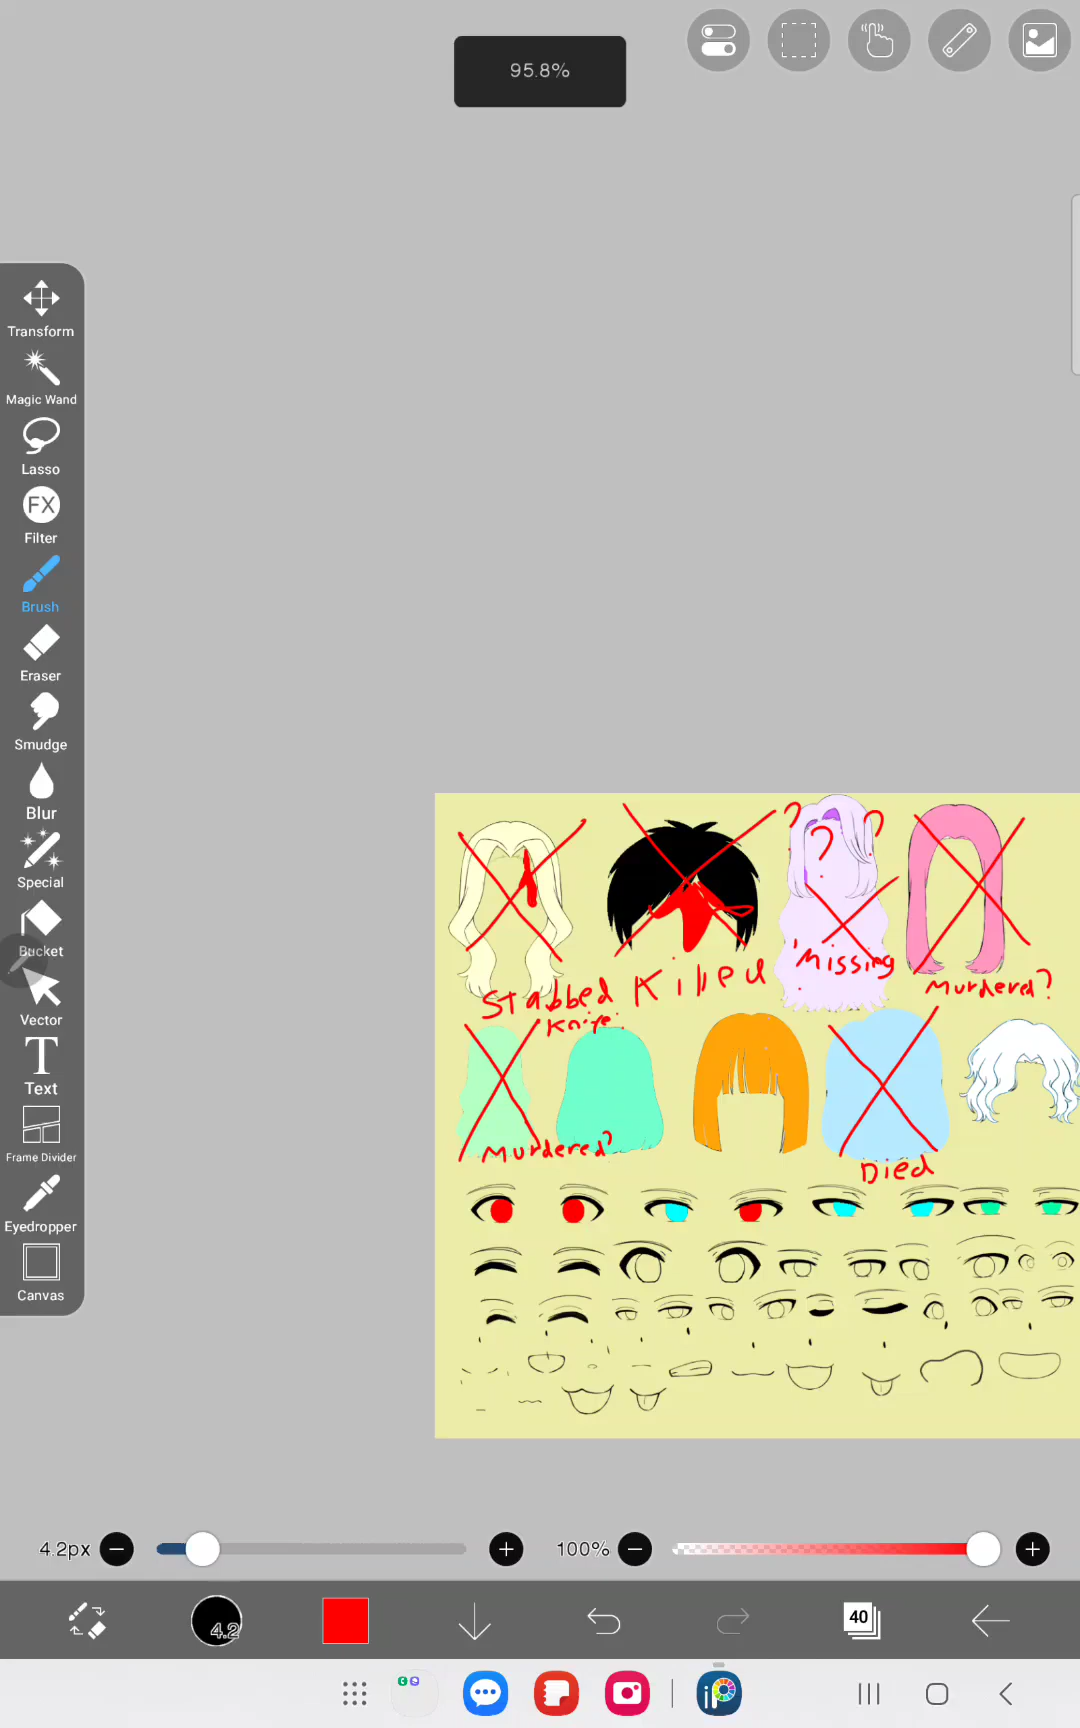 95.8%
Transform
Magic Wand
Lasso
FX
Filter
Brush
Eraser
Smudge
Blur
Special
Bucket
Vector
T
Text
Frame Divider
Eyedropper
Canvas
? ? ?
Stabbed
Knife.
Killed
'Missing
Murdered?
Murdered?
Died
4.2px
100%
4.2
40
iP